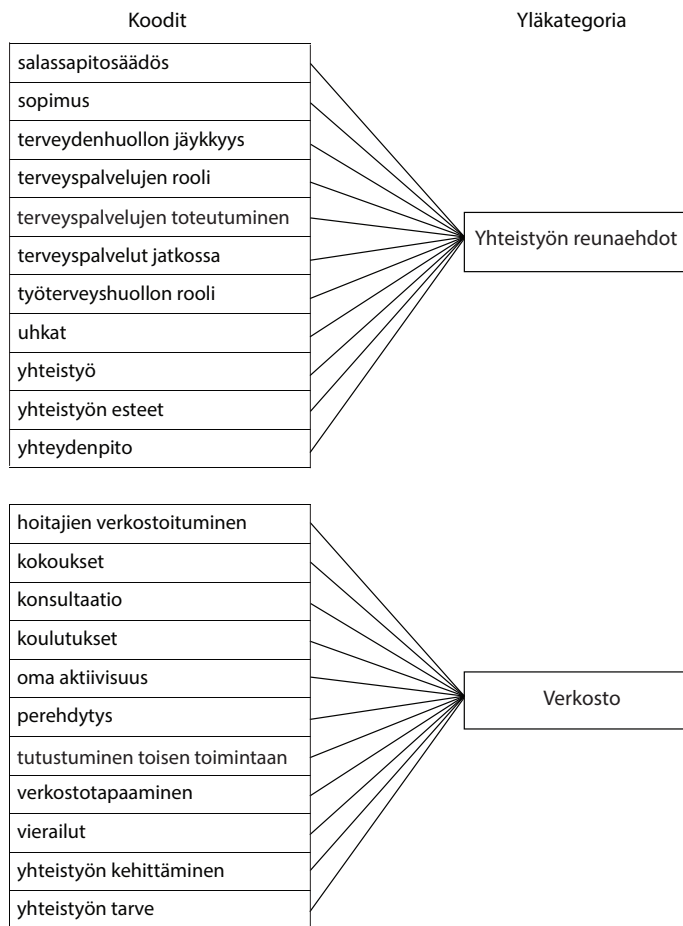 Koodit
Yläkategoria
salassapitosäädös
sopimus
terveydenhuollon jäykkyys
terveyspalvelujen rooli
terveyspalvelujen toteutuminen
terveyspalvelut jatkossa
työterveyshuollon rooli
uhkat
yhteistyö
yhteistyön esteet
yhteydenpito
Yhteistyön reunaehdot
hoitajien verkostoituminen
kokoukset
konsultaatio
koulutukset
oma aktiivisuus
perehdytys
tutustuminen toisen toimintaan
verkostotapaaminen
vierailut
yhteistyön kehittäminen
yhteistyön tarve
Verkosto